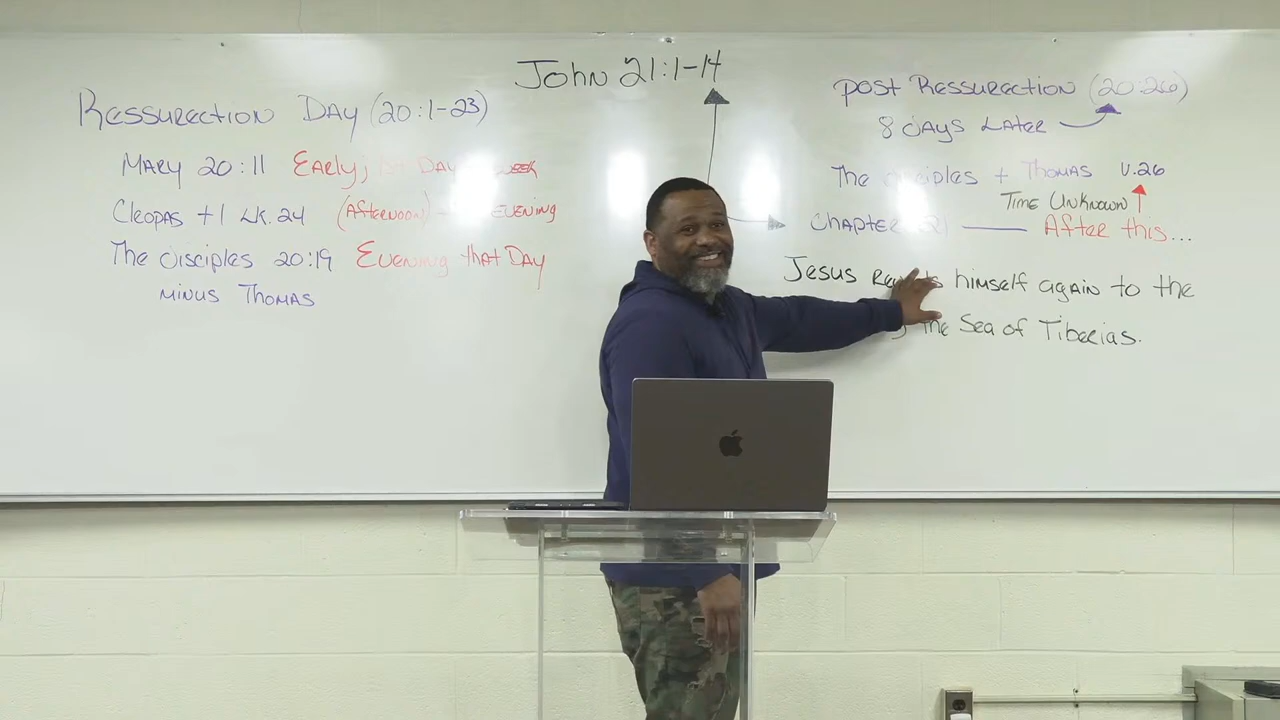 John 21:1-14
Ressurection Day (20:1-23)
Mary 20:11 Early; 1st Day week
Cleopas +1 Lk.24 (Afternoon) Evening
The Disciples 20:19 Evening that Day
minus Thomas
Post Ressurection (20:26)
8 days Later
The Disciples + Thomas v.26
Time Unknown
Chapter 21 After this...
Jesus himself again to the
the Sea of Tiberias.